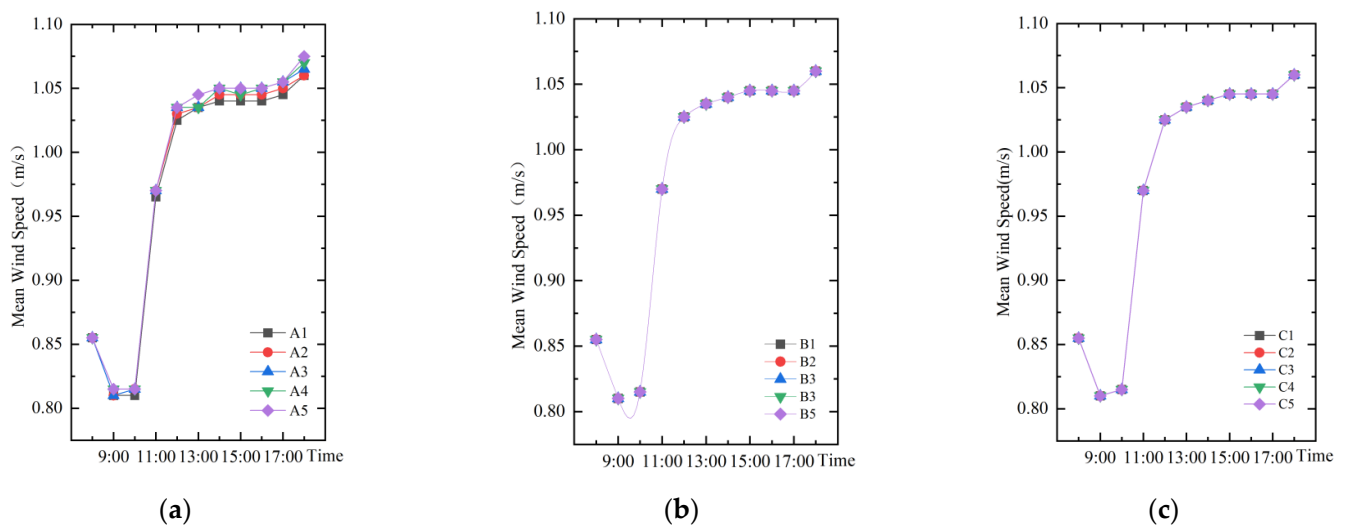 1.10
1.05
1.00
0.95
0.90
0.85
0.80
Mean Wind Speed（m/s）
A1
A2
A3
A4
A5
9:00 11:00 13:00 15:00 17:00 Time
(a)
1.10
1.05
1.00
0.95
0.90
0.85
0.80
Mean Wind Speed（m/s）
B1
B2
B3
B3
B5
9:00 11:00 13:00 15:00 17:00 Time
(b)
1.10
1.05
1.00
0.95
0.90
0.85
0.80
Mean Wind Speed(m/s)
C1
C2
C3
C4
C5
9:00 11:00 13:00 15:00 17:00 Time
(c)